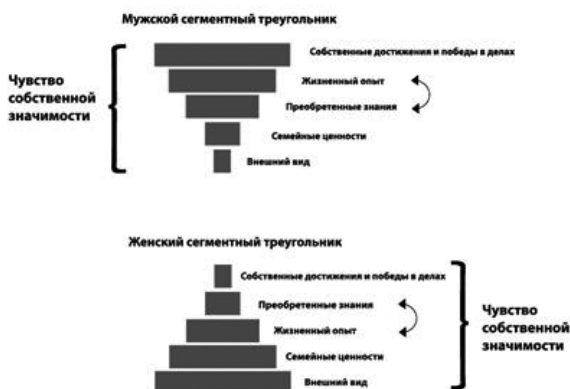 Мужской сегментный треугольник
Собственные достижения и победы в делах
Жизненный опыт
Преобретенные знания
Семейные ценности
Внешний вид
Чувство
собственной
значимости
Женский сегментный треугольник
Собственные достижения и победы в делах
Преобретенные знания
Жизненный опыт
Семейные ценности
Внешний вид
Чувство
собственной
значимости